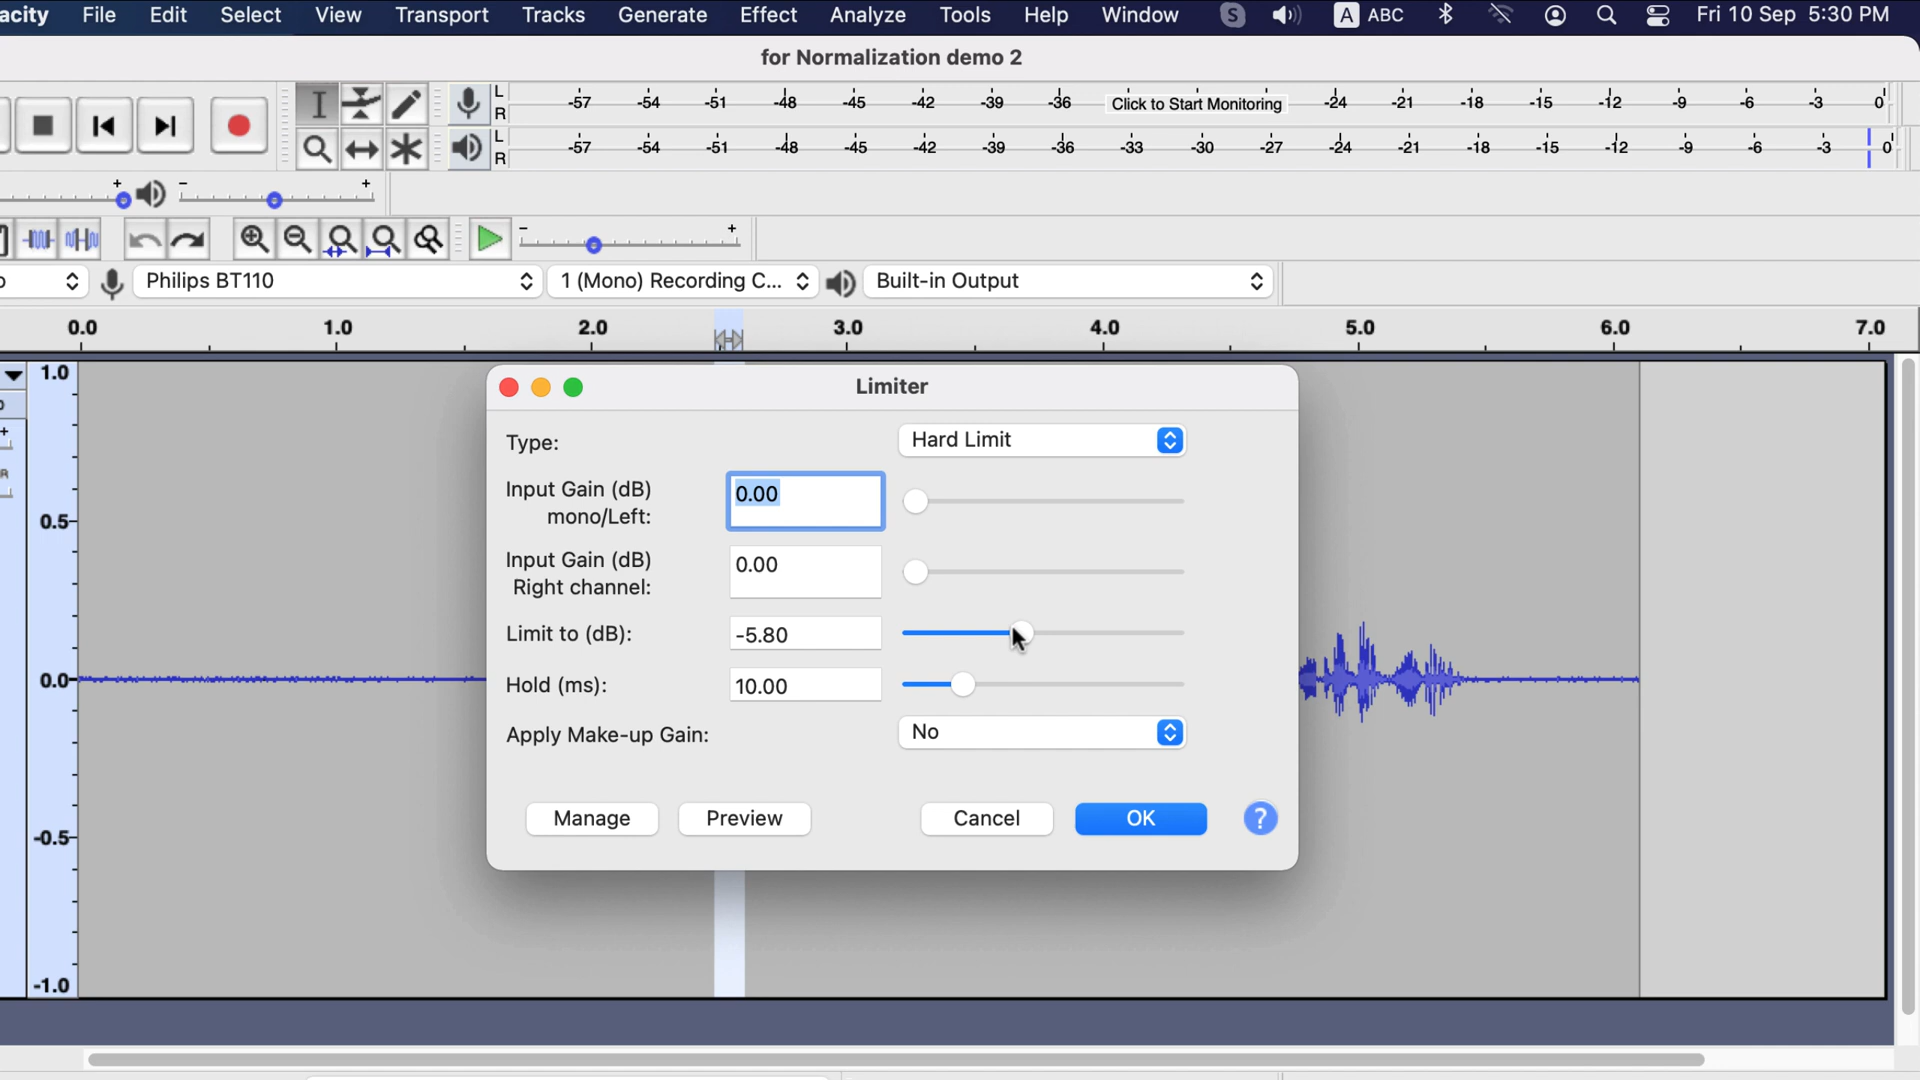 acity File Edit Select View Transport Tracks Generate Effect Analyze Tools Help Window A ABC Fri 10 Sep 5:30 PM
for Normalization demo 2
L
R
-57 -54 -51 -48 -45 -42 -39 -36 Click to Start Monitoring -24 -21 -18 -15 -12 -9 -6 -3 0
L
R
-57 -54 -51 -48 -45 -42 -39 -36 -33 -30 -27 -24 -21 -18 -15 -12 -9 -6 -3 0
+ - +
- +
Philips BT110 1 (Mono) Recording C... Built-in Output
0.0 1.0 2.0 3.0 4.0 5.0 6.0 7.0
1.0
0.5
0.0
-0.5
-1.0
+
R
Limiter
Type: Hard Limit
Input Gain (dB)
mono/Left: 0.00
Input Gain (dB)
Right channel: 0.00
Limit to (dB): -5.80
Hold (ms): 10.00
Apply Make-up Gain: No
Manage Preview Cancel OK ?